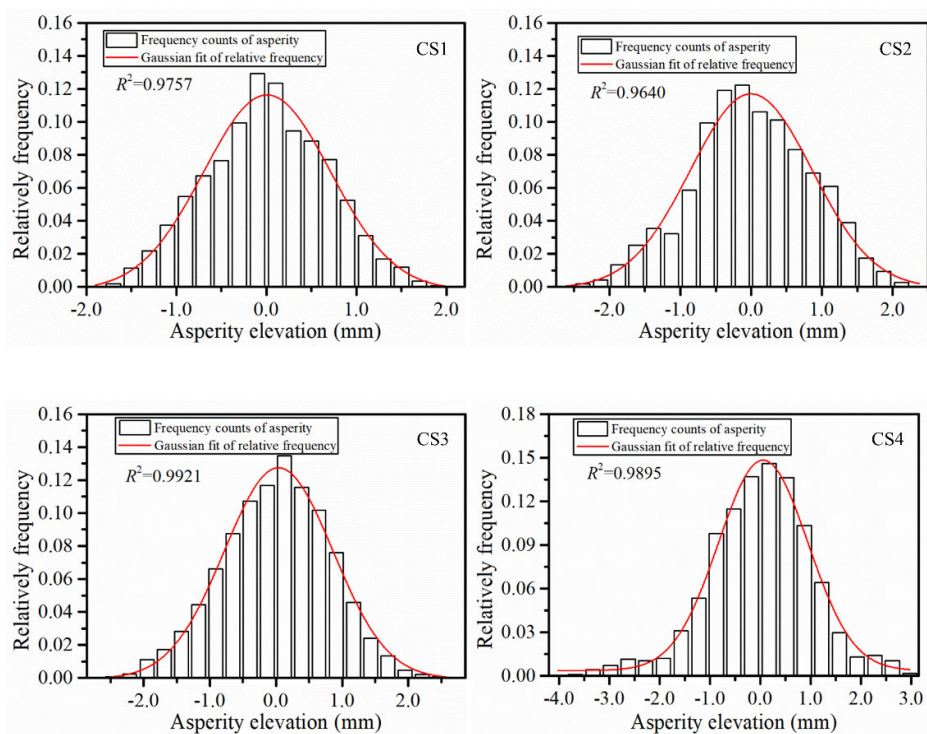 0.16
0.14
0.12
0.10
0.08
0.06
0.04
0.02
0.00
Relatively frequency
Frequency counts of asperity
Gaussian fit of relative frequency
CS1
R²=0.9757
-2.0 -1.0 0.0 1.0 2.0
Asperity elevation (mm)
0.16
0.14
0.12
0.10
0.08
0.06
0.04
0.02
0.00
Relatively frequency
Frequency counts of asperity
Gaussian fit of relative frequency
CS2
R²=0.9640
-3.0 -2.0 -1.0 0.0 1.0 2.0
Asperity elevation (mm)
0.16
0.14
0.12
0.10
0.08
0.06
0.04
0.02
0.00
Relatively frequency
Frequency counts of asperity
Gaussian fit of relative frequency
CS3
R²=0.9921
-2.0 -1.0 0.0 1.0 2.0
Asperity elevation (mm)
0.18
0.15
0.12
0.09
0.06
0.03
0.00
Relatively frequency
Frequency counts of asperity
Gaussian fit of relative frequency
CS4
R²=0.9895
-4.0 -3.0 -2.0 -1.0 0.0 1.0 2.0 3.0
Asperity elevation (mm)